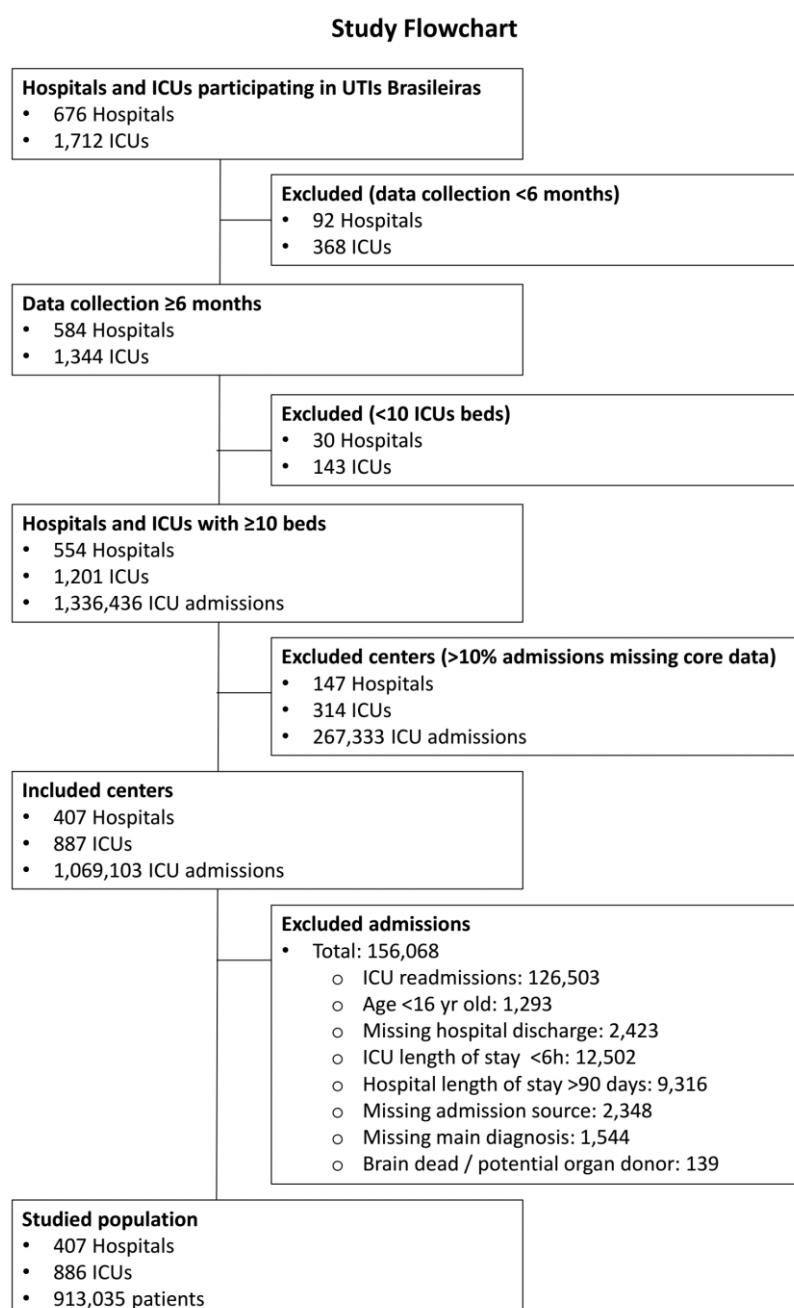 Study Flowchart
Hospitals and ICUs participating in UTIs Brasileiras
• 676 Hospitals
• 1,712 ICUs
Excluded (data collection <6 months)
• 92 Hospitals
• 368 ICUs
Data collection ≥6 months
• 584 Hospitals
• 1,344 ICUs
Excluded (<10 ICUs beds)
• 30 Hospitals
• 143 ICUs
Hospitals and ICUs with ≥10 beds
• 554 Hospitals
• 1,201 ICUs
• 1,336,436 ICU admissions
Excluded centers (>10% admissions missing core data)
• 147 Hospitals
• 314 ICUs
• 267,333 ICU admissions
Included centers
• 407 Hospitals
• 887 ICUs
• 1,069,103 ICU admissions
Excluded admissions
• Total: 156,068
o ICU readmissions: 126,503
o Age <16 yr old: 1,293
o Missing hospital discharge: 2,423
o ICU length of stay <6h: 12,502
o Hospital length of stay >90 days: 9,316
o Missing admission source: 2,348
o Missing main diagnosis: 1,544
o Brain dead / potential organ donor: 139
Studied population
• 407 Hospitals
• 886 ICUs
• 913,035 patients